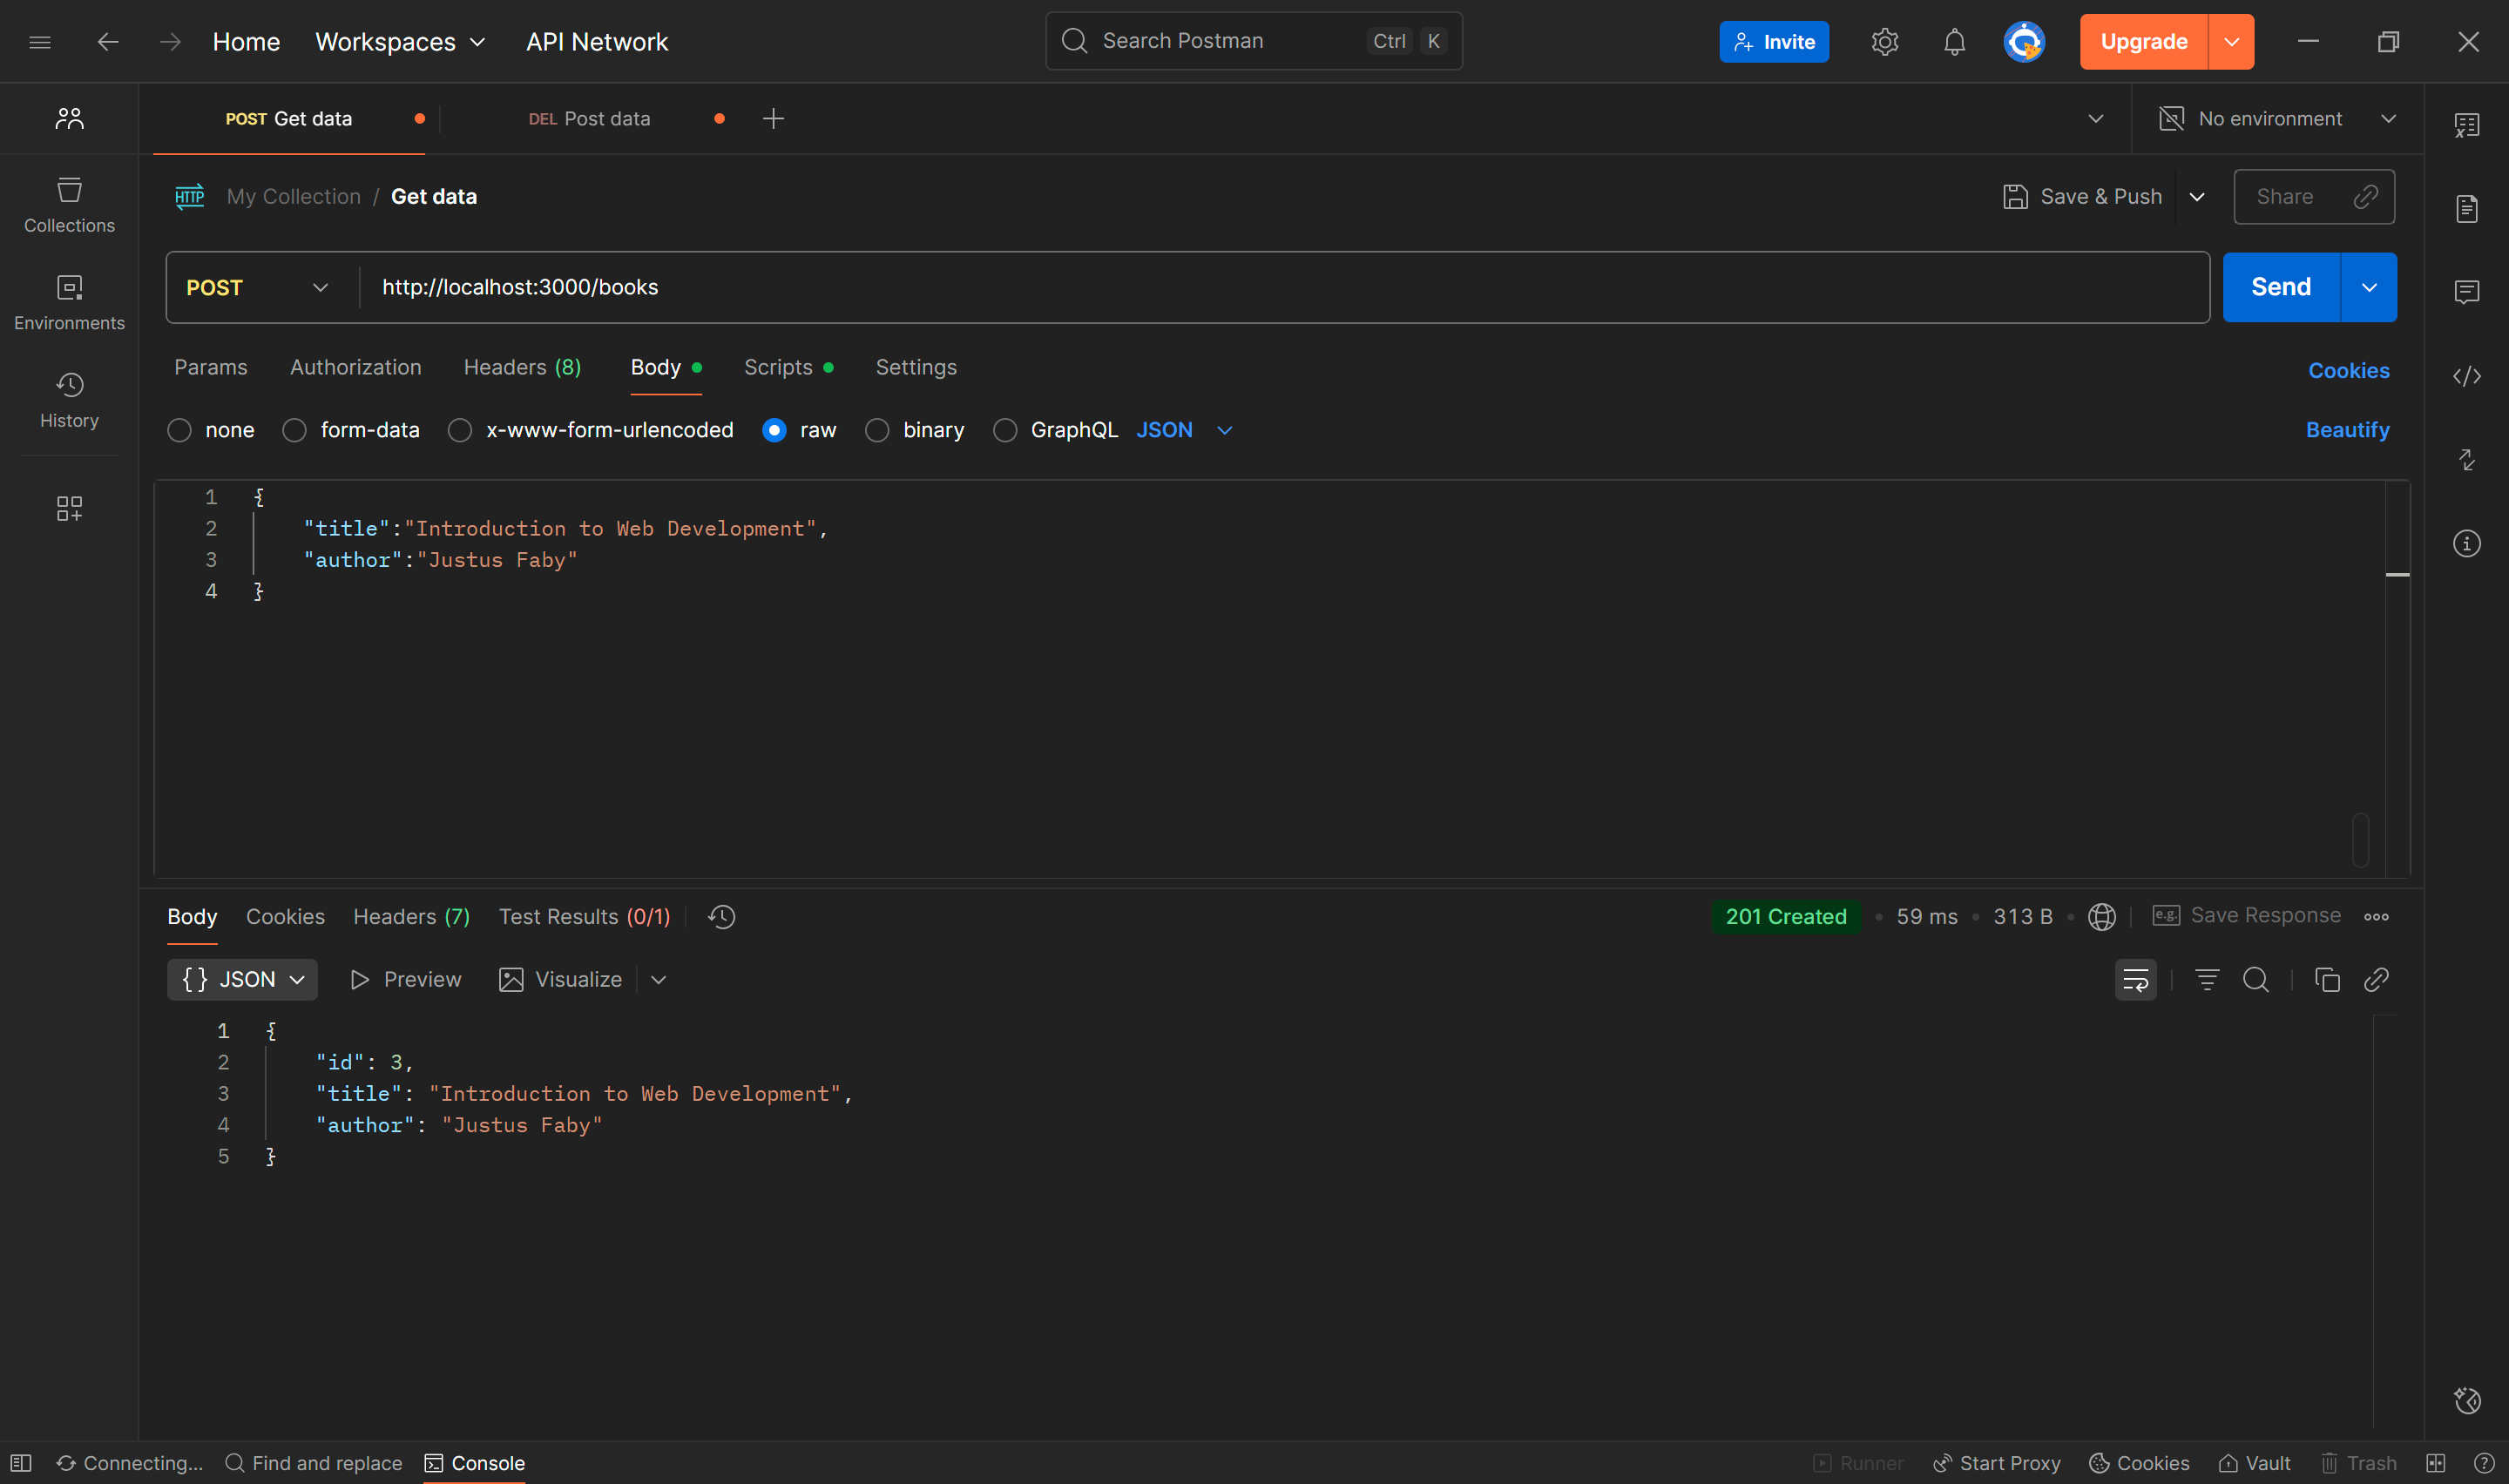 Home Workspaces API Network Search Postman Ctrl K Invite Upgrade
POST Get data DEL Post data No environment
HTTP My Collection / Get data Save & Push Share
Collections
POST http://localhost:3000/books Send
Environments
Params Authorization Headers (8) Body Scripts Settings Cookies
History
none form-data x-www-form-urlencoded raw binary GraphQL JSON Beautify
1 {
2 "title":"Introduction to Web Development",
3 "author":"Justus Faby"
4 }
Body Cookies Headers (7) Test Results (0/1) 201 Created • 59 ms • 313 B • e.g. Save Response
{} JSON Preview Visualize
1 {
2 "id": 3,
3 "title": "Introduction to Web Development",
4 "author": "Justus Faby"
5 }
Connecting... Find and replace Console Runner Start Proxy Cookies Vault Trash